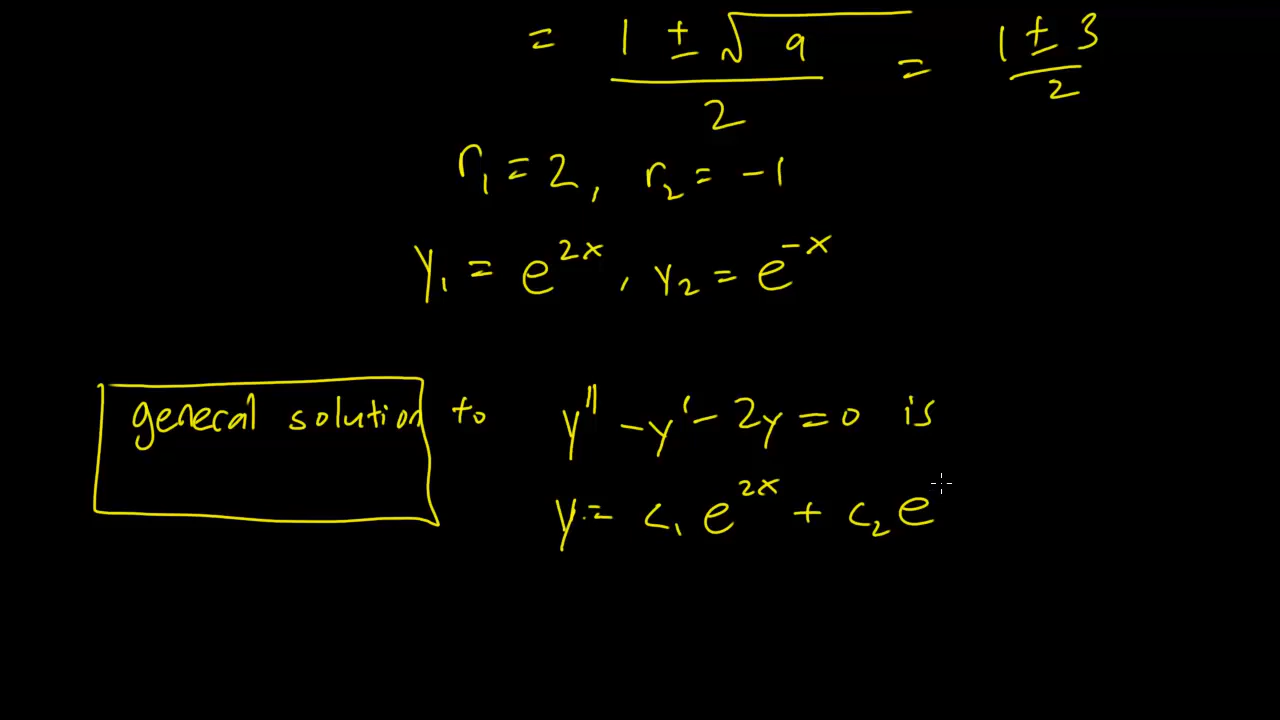 = (1 ± √9)/2 = (1 ± 3)/2
r₁ = 2, r₂ = -1
y₁ = e^(2x), y₂ = e^(-x)
general solution to y'' - y' - 2y = 0 is
y = c₁ e^(2x) + c₂ e